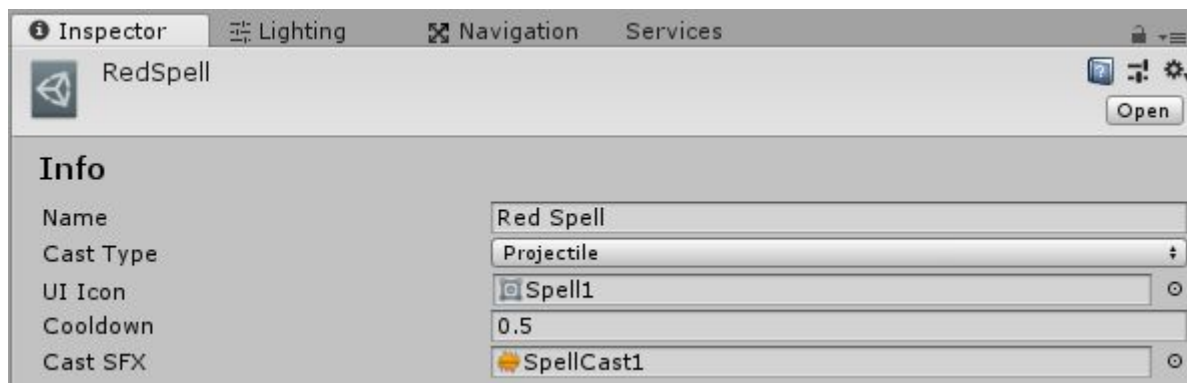 Inspector Lighting Navigation Services
RedSpell
Open
Info
Name Red Spell
Cast Type Projectile
UI Icon Spell1
Cooldown 0.5
Cast SFX SpellCast1